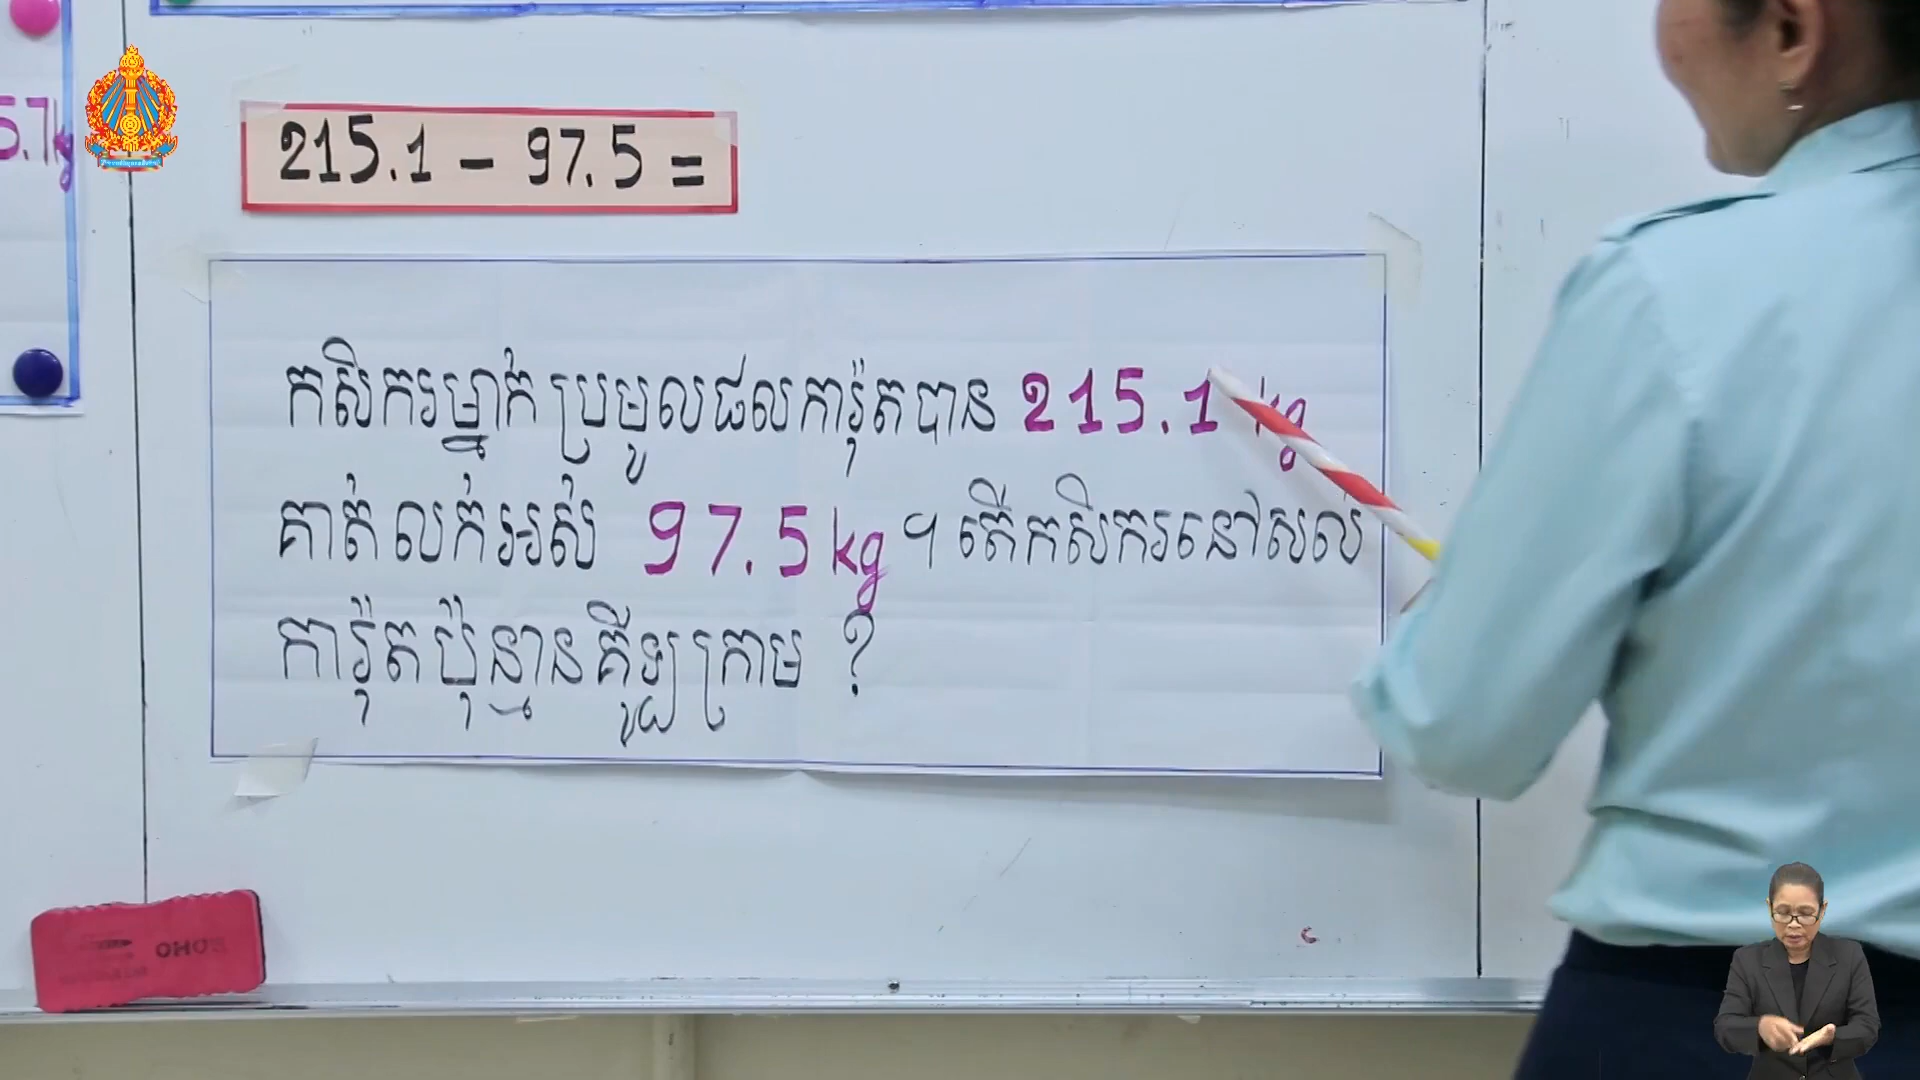 5.7kg
215.1 - 97.5 =
កសិករម្នាក់ ប្រមូលផលការ៉ុតបាន 215.1 kg
គាត់លក់អស់ 97.5 kg ។ តើកសិករនៅសល់
ការ៉ុតប៉ុន្មានគីឡូក្រាម ?